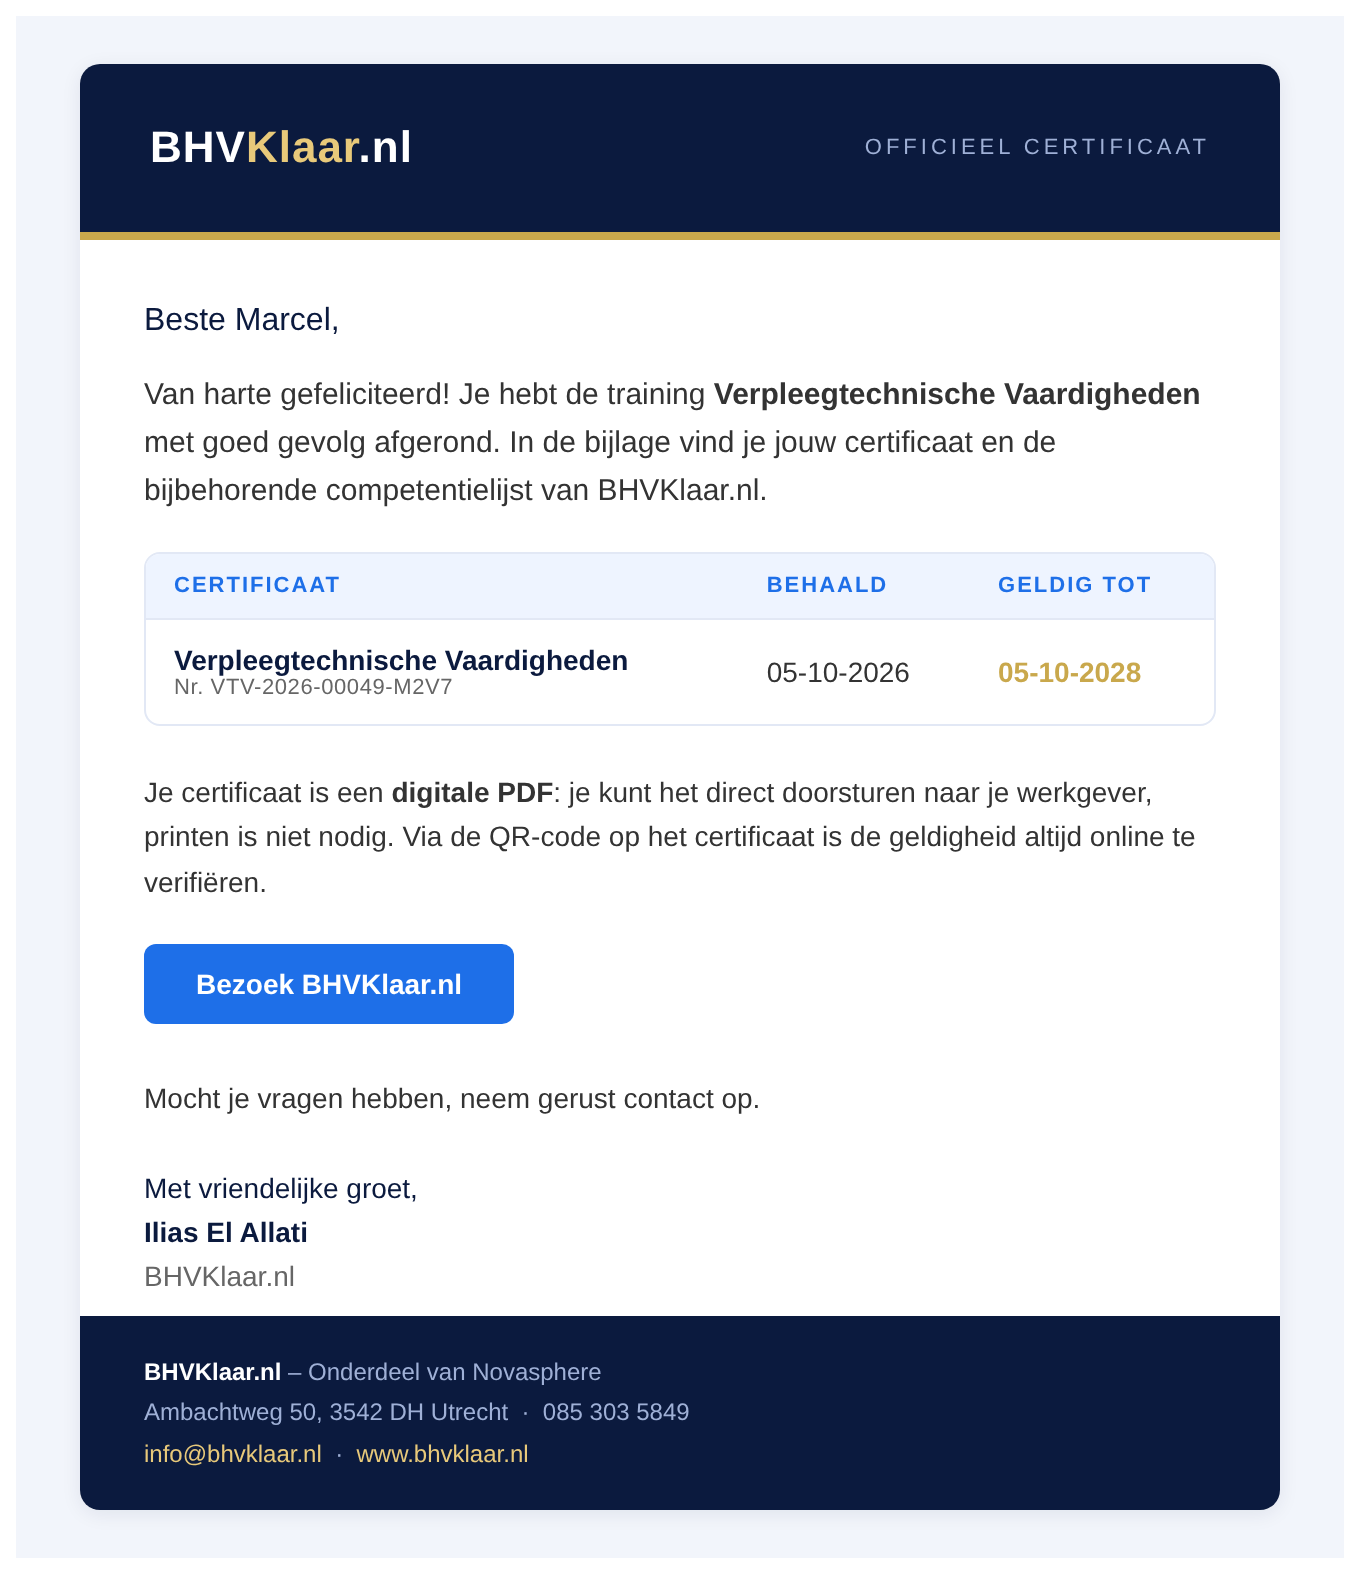 BHVKlaar.nl
OFFICIEEL CERTIFICAAT
Beste Marcel,
Van harte gefeliciteerd! Je hebt de training Verpleegtechnische Vaardigheden
met goed gevolg afgerond. In de bijlage vind je jouw certificaat en de
bijbehorende competentielijst van BHVKlaar.nl.
CERTIFICAAT BEHAALD GELDIG TOT
Verpleegtechnische Vaardigheden 05-10-2026 05-10-2028
Nr. VTV-2026-00049-M2V7
Je certificaat is een digitale PDF: je kunt het direct doorsturen naar je werkgever,
printen is niet nodig. Via de QR-code op het certificaat is de geldigheid altijd online te
verifiëren.
Bezoek BHVKlaar.nl
Mocht je vragen hebben, neem gerust contact op.
Met vriendelijke groet,
Ilias El Allati
BHVKlaar.nl
BHVKlaar.nl – Onderdeel van Novasphere
Ambachtweg 50, 3542 DH Utrecht · 085 303 5849
info@bhvklaar.nl · www.bhvklaar.nl